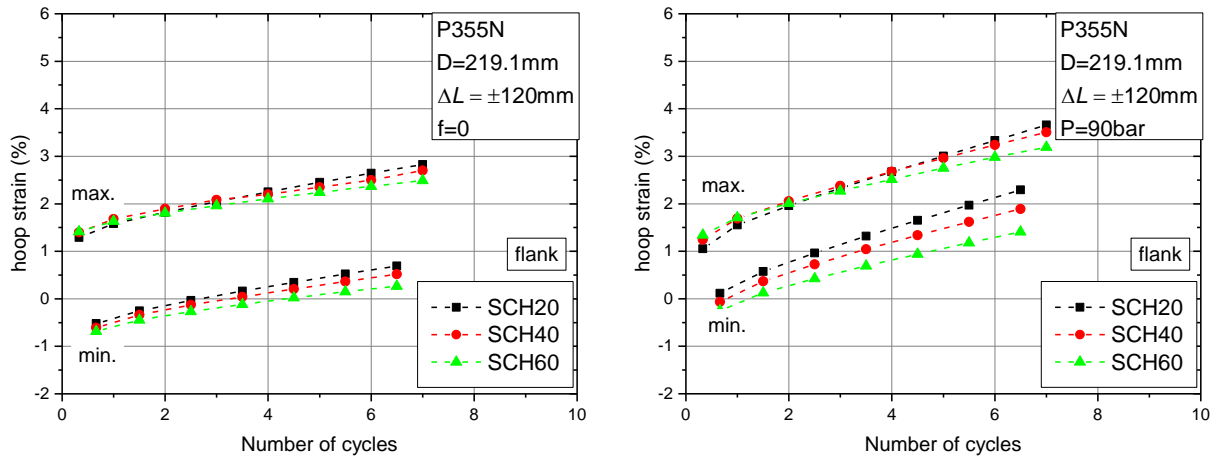 6
5
4
3
2
1
0
-1
-2
hoop strain (%)
P355N
D=219.1mm
ΔL = ±120mm
f=0
max.
min.
flank
SCH20
SCH40
SCH60
0 2 4 6 8 10
Number of cycles
6
5
4
3
2
1
0
-1
-2
hoop strain (%)
P355N
D=219.1mm
ΔL = ±120mm
P=90bar
max.
min.
flank
SCH20
SCH40
SCH60
0 2 4 6 8 10
Number of cycles